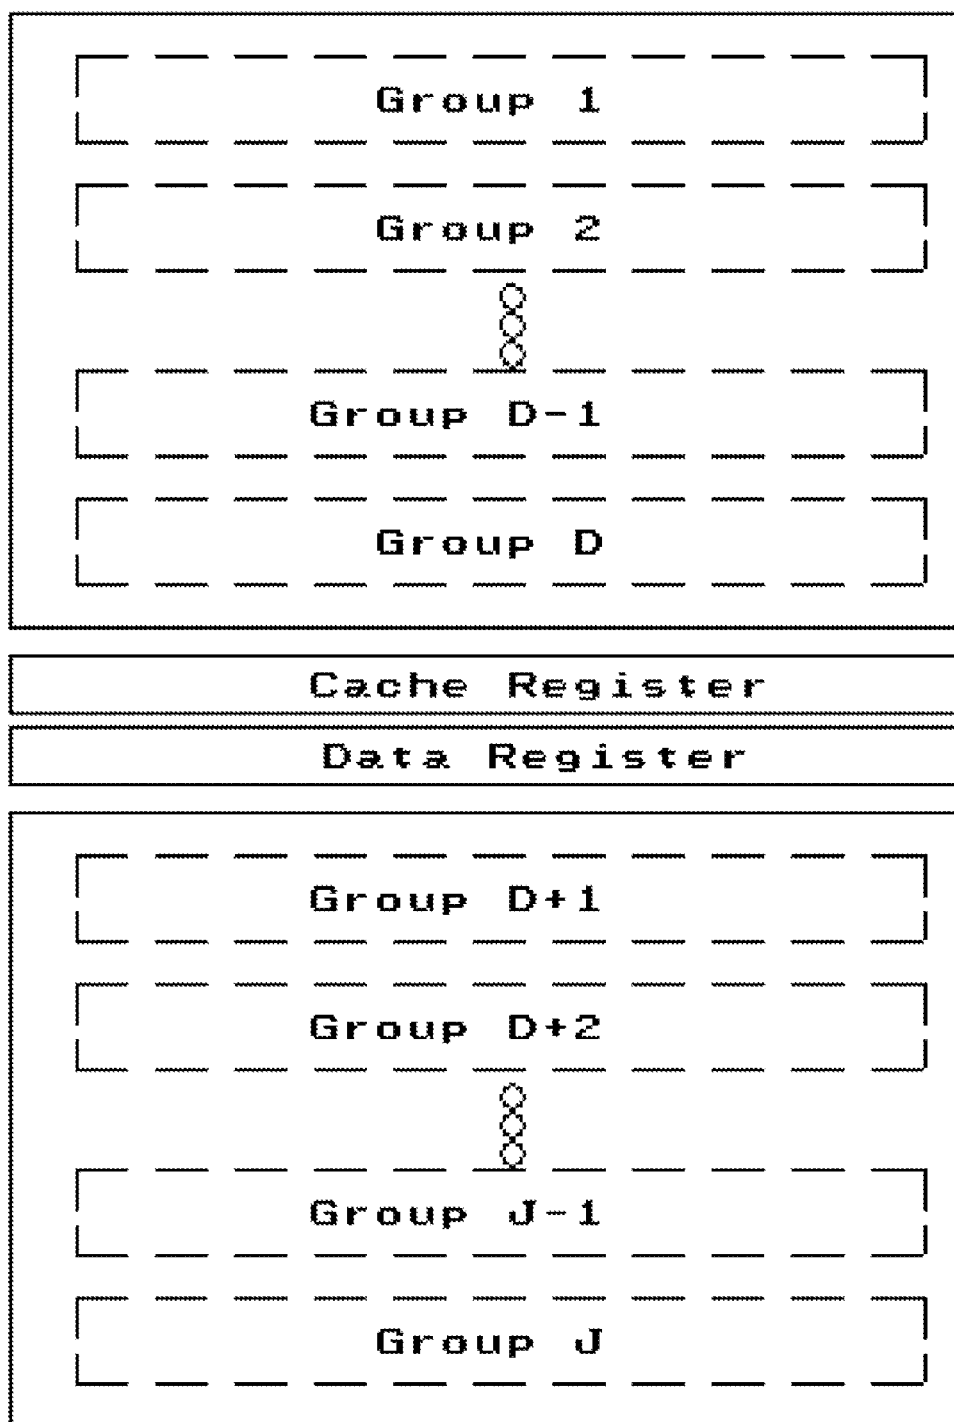 Group 1
Group 2
Group D-1
Group D
Cache Register
Data Register
Group D+1
Group D+2
Group J-1
Group J